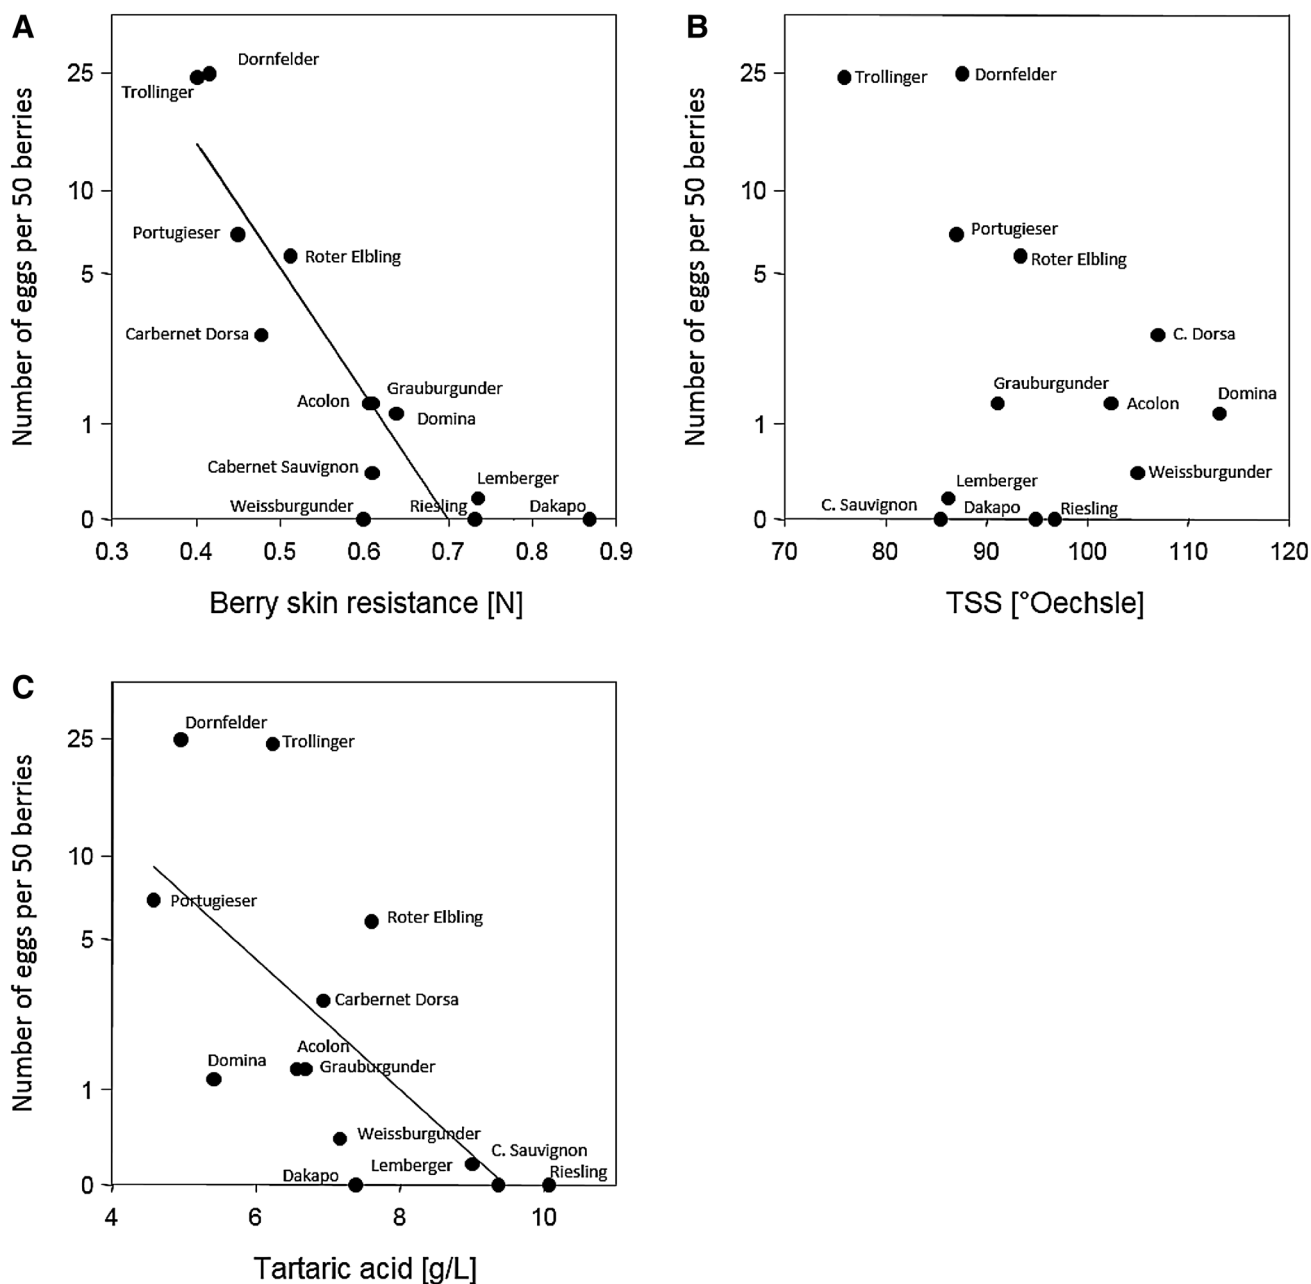 A
Number of eggs per 50 berries
25
10
5
1
0
Dornfelder
Trollinger
Portugieser
Roter Elbling
Carbernet Dorsa
Grauburgunder
Acolon
Domina
Cabernet Sauvignon
Lemberger
Weissburgunder
Riesling
Dakapo
0.3 0.4 0.5 0.6 0.7 0.8 0.9
Berry skin resistance [N]
B
Number of eggs per 50 berries
25
10
5
1
0
Trollinger
Dornfelder
Portugieser
Roter Elbling
C. Dorsa
Grauburgunder
Domina
Acolon
Weissburgunder
Lemberger
C. Sauvignon
Dakapo
Riesling
70 80 90 100 110 120
TSS [°Oechsle]
C
Number of eggs per 50 berries
25
10
5
1
0
Dornfelder
Trollinger
Portugieser
Roter Elbling
Carbernet Dorsa
Acolon
Domina
Grauburgunder
Weissburgunder
C. Sauvignon
Lemberger
Riesling
Dakapo
4 6 8 10
Tartaric acid [g/L]